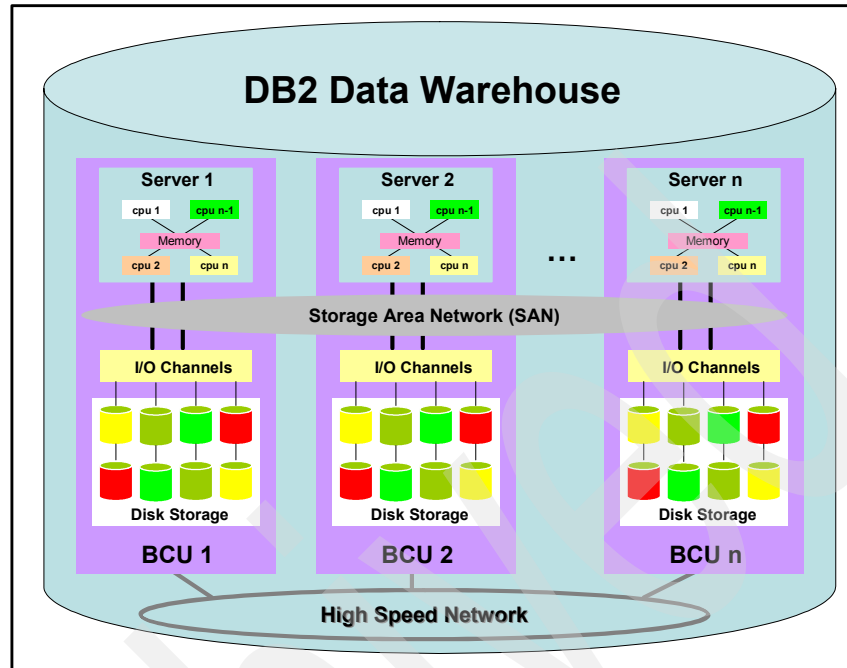 DB2 Data Warehouse
Server 1
cpu 1
cpu n-1
Memory
cpu 2
cpu n
Server 2
cpu 1
cpu n-1
Memory
cpu 2
cpu n
...
Server n
cpu 1
cpu n-1
Memory
cpu 2
cpu n
Storage Area Network (SAN)
I/O Channels
I/O Channels
I/O Channels
Disk Storage
Disk Storage
Disk Storage
BCU 1
BCU 2
BCU n
High Speed Network